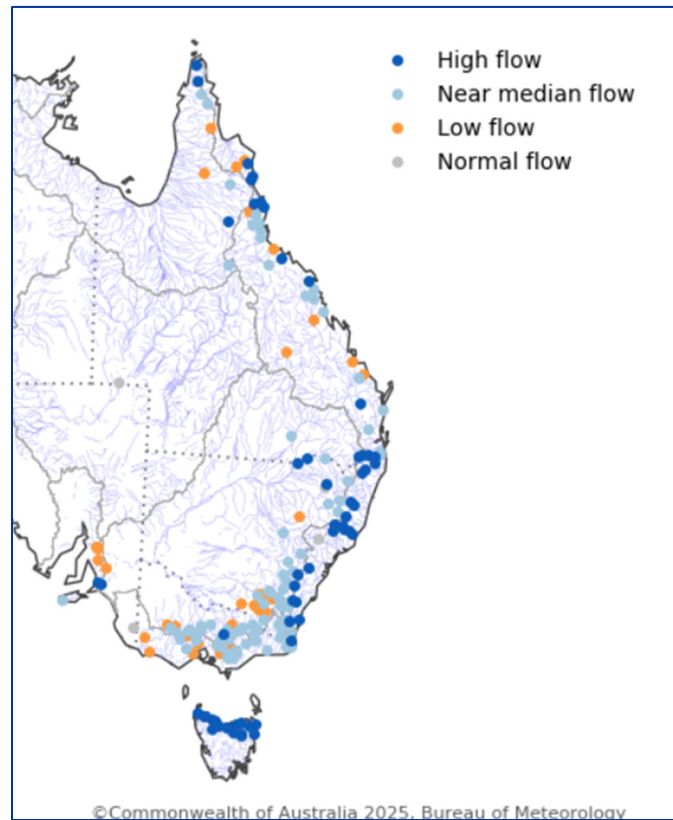 High flow
Near median flow
Low flow
Normal flow
©Commonwealth of Australia 2025, Bureau of Meteorology